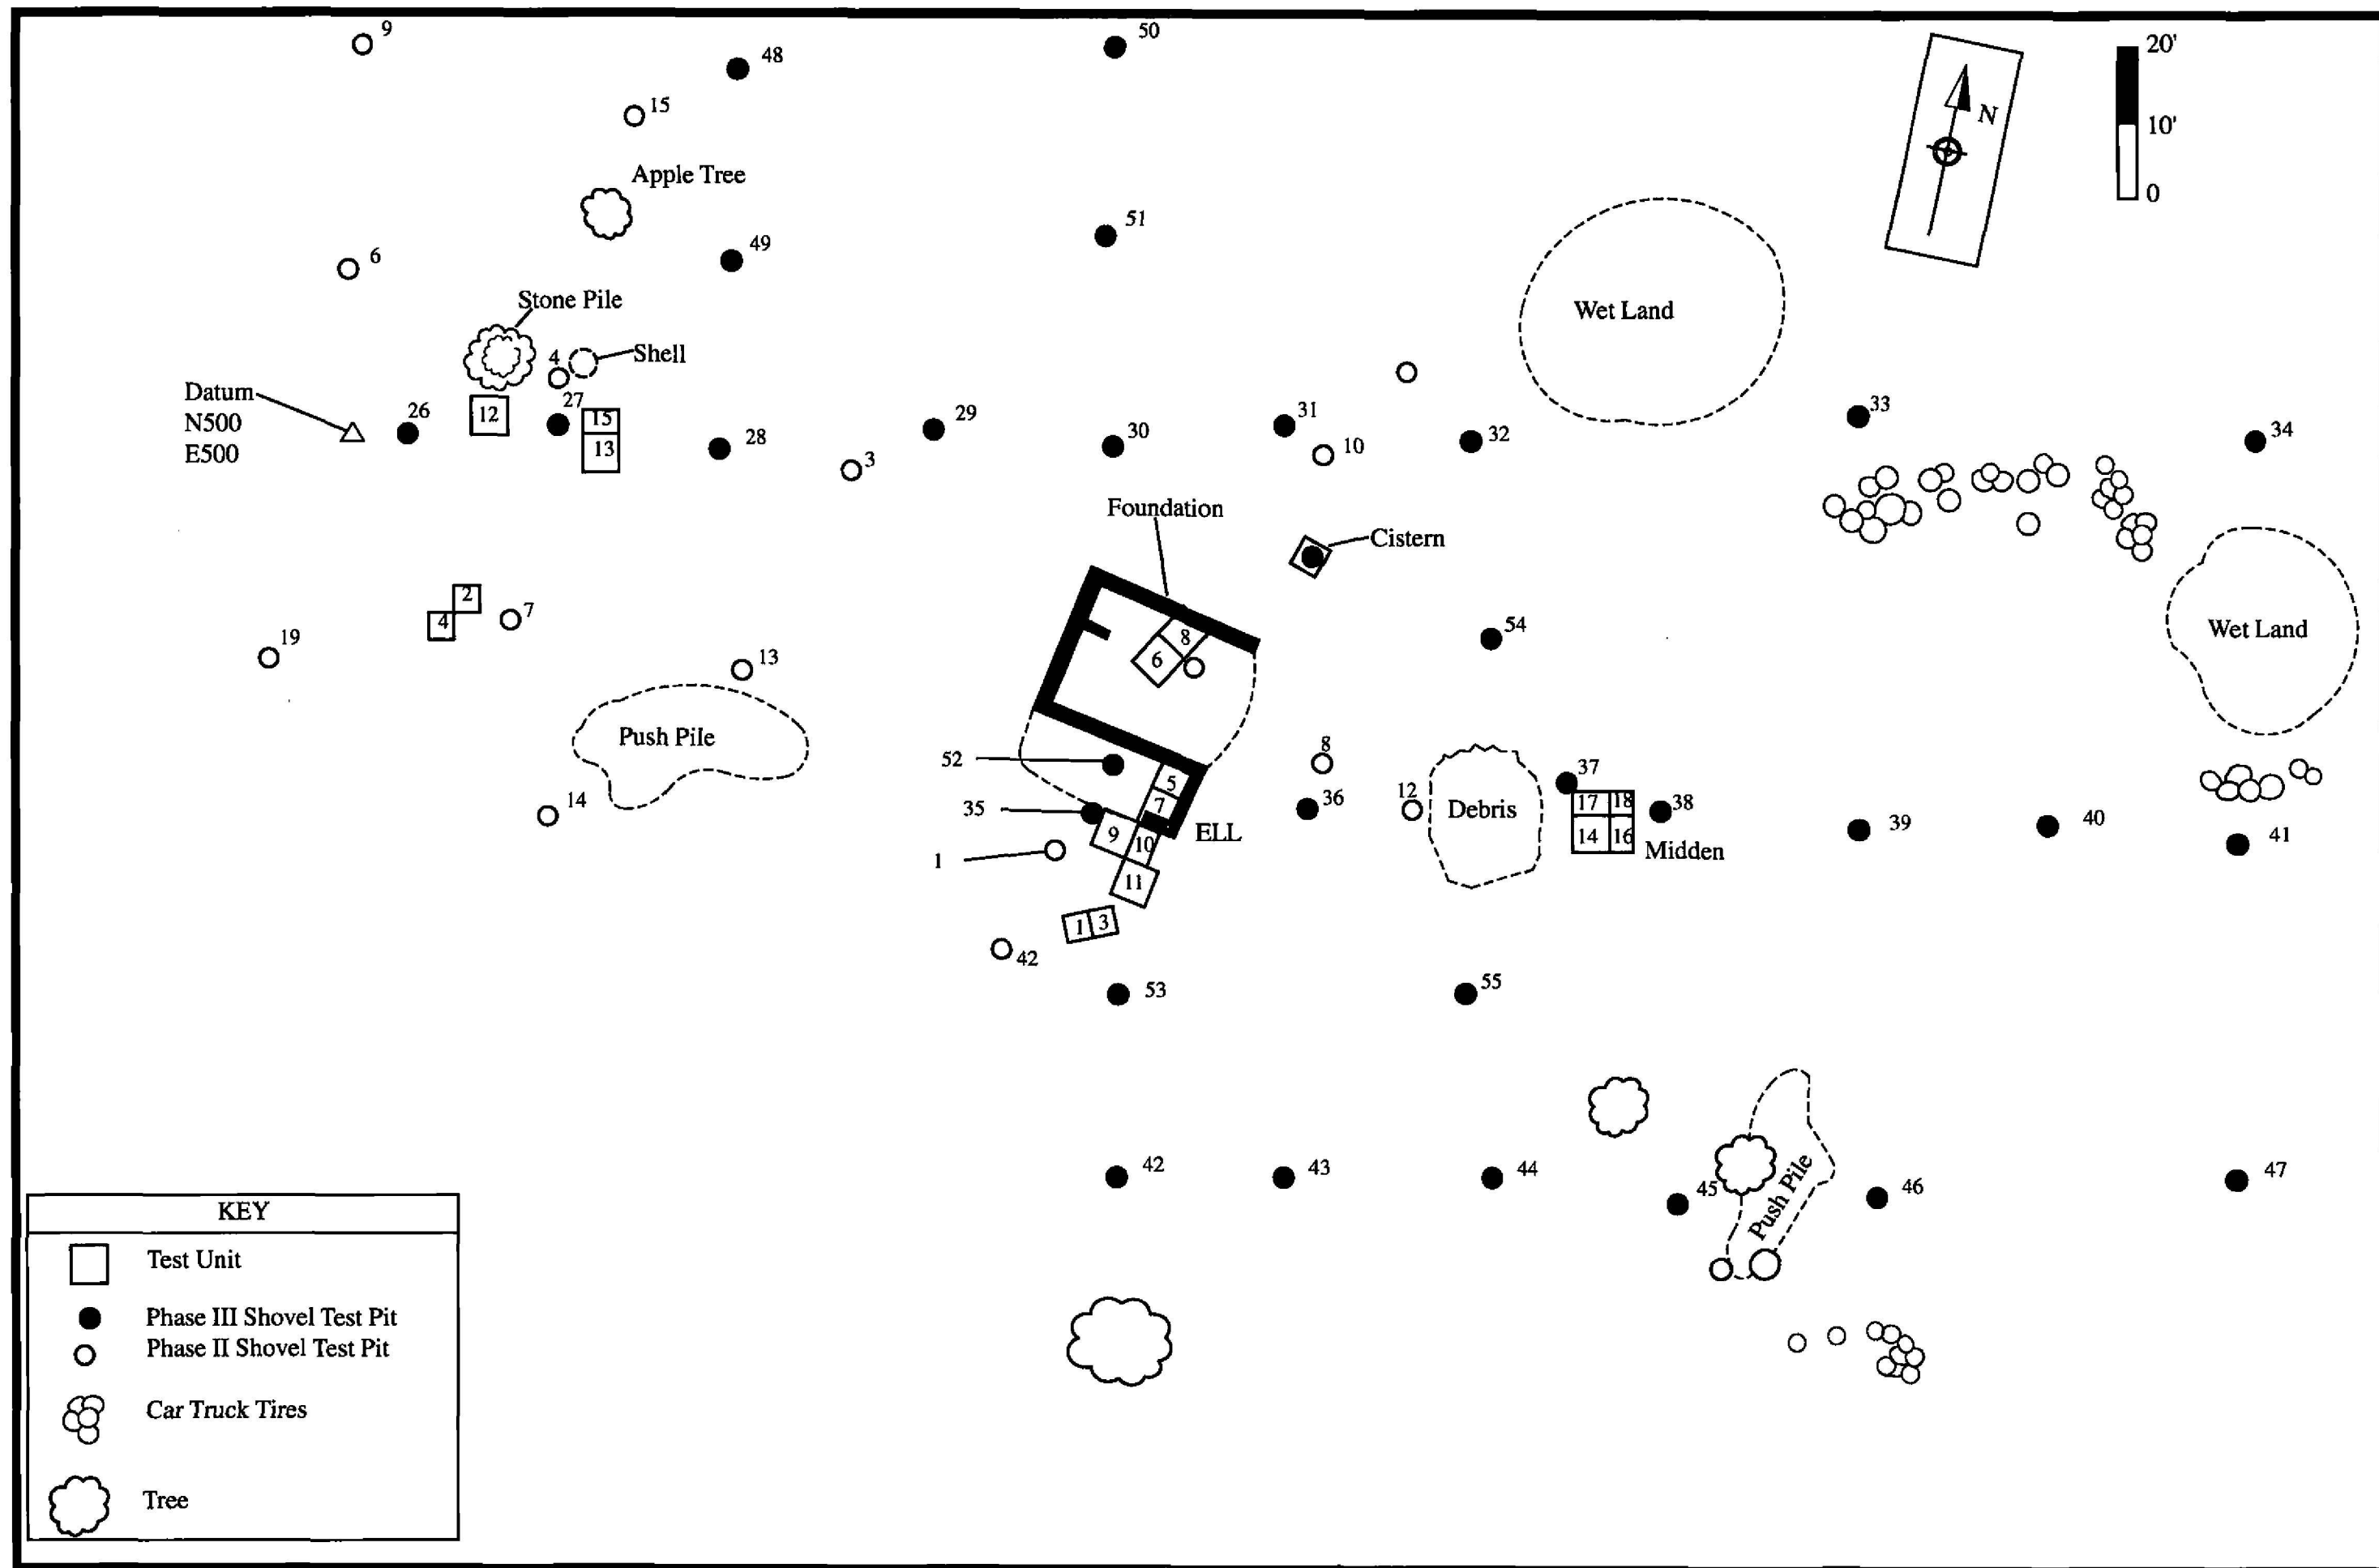 9
50
48
20'
15
N
10'
Apple Tree
0
51
49
6
Stone Pile
Wet Land
4
Shell
Datum
N500
E500
26
12
27
15
13
28
3
29
30
31
10
32
33
34
Foundation
Cistern
2
4
7
19
13
8
6
54
Wet Land
Push Pile
14
52
5
7
35
9
10
ELL
1
11
8
36
12
Debris
37
17
18
14
16
38
Midden
39
40
41
1
3
42
53
55
42
43
44
45
Push Pile
46
47
KEY
Test Unit
Phase III Shovel Test Pit
Phase II Shovel Test Pit
Car Truck Tires
Tree